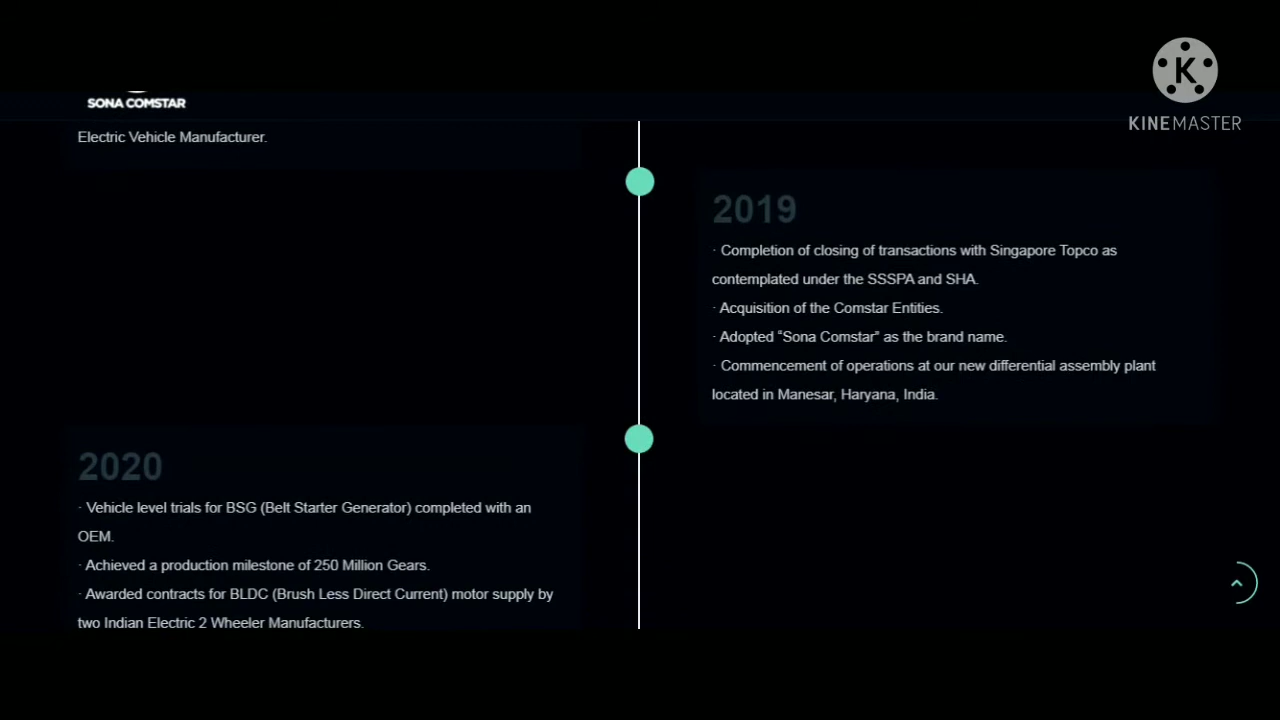 SONA COMSTAR
K
KINEMASTER
Electric Vehicle Manufacturer.
2019
· Completion of closing of transactions with Singapore Topco as
contemplated under the SSSPA and SHA.
· Acquisition of the Comstar Entities.
· Adopted “Sona Comstar” as the brand name.
· Commencement of operations at our new differential assembly plant
located in Manesar, Haryana, India.
2020
· Vehicle level trials for BSG (Belt Starter Generator) completed with an
OEM.
· Achieved a production milestone of 250 Million Gears.
· Awarded contracts for BLDC (Brush Less Direct Current) motor supply by
two Indian Electric 2 Wheeler Manufacturers.